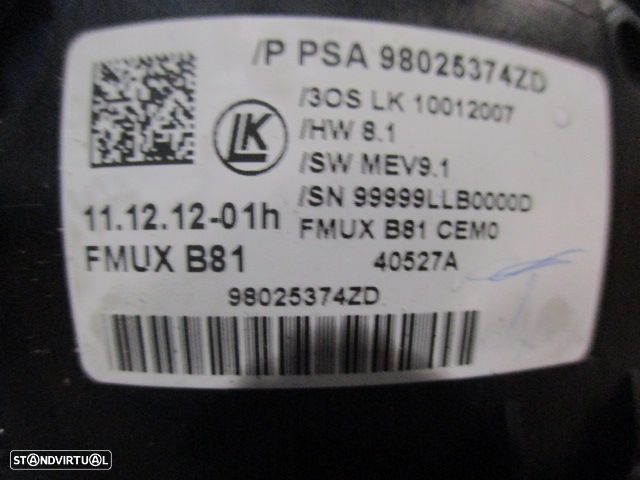 /P PSA 98025374ZD
/3OS LK 10012007
LK
/HW 8.1
/SW MEV9.1
/SN 99999LLB0000D
11.12.12-01h
FMUX B81 CEM0
FMUX B81
40527A
98025374ZD
STANDVIRTUAL